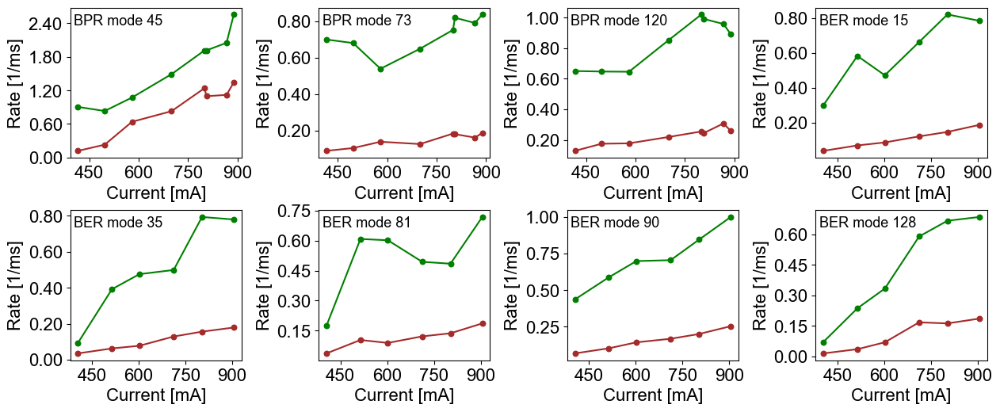 BPR mode 45
Rate [1/ms]
2.40
1.80
1.20
0.60
0.00
450 600 750 900
Current [mA]
BPR mode 73
Rate [1/ms]
0.80
0.60
0.40
0.20
450 600 750 900
Current [mA]
BPR mode 120
Rate [1/ms]
1.00
0.80
0.60
0.40
0.20
450 600 750 900
Current [mA]
BER mode 15
Rate [1/ms]
0.80
0.60
0.40
0.20
450 600 750 900
Current [mA]
BER mode 35
Rate [1/ms]
0.80
0.60
0.40
0.20
0.00
450 600 750 900
Current [mA]
BER mode 81
Rate [1/ms]
0.75
0.60
0.45
0.30
0.15
450 600 750 900
Current [mA]
BER mode 90
Rate [1/ms]
1.00
0.75
0.50
0.25
450 600 750 900
Current [mA]
BER mode 128
Rate [1/ms]
0.60
0.45
0.30
0.15
0.00
450 600 750 900
Current [mA]